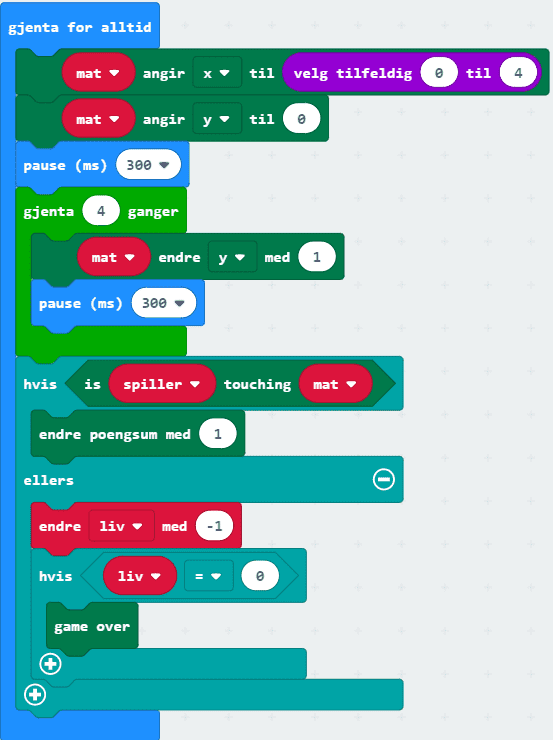 gjenta for alltid
mat angir x til velg tilfeldig 0 til 4
mat angir y til 0
pause (ms) 300
gjenta 4 ganger
mat endre y med 1
pause (ms) 300
hvis is spiller touching mat
endre poengsum med 1
ellers
endre liv med -1
hvis liv = 0
game over